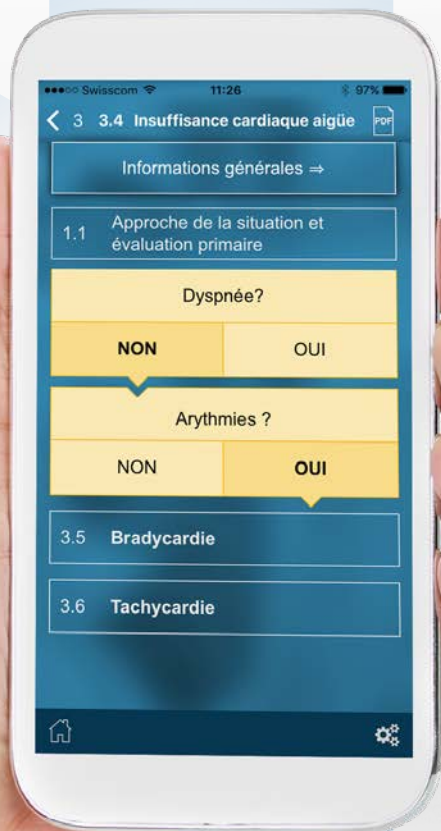 Swisscom 11:26 97%
3 3.4 Insuffisance cardiaque aigüe PDF
Informations générales ⇒
1.1 Approche de la situation et
évaluation primaire
Dyspnée?
NON OUI
Arythmies ?
NON OUI
3.5 Bradycardie
3.6 Tachycardie